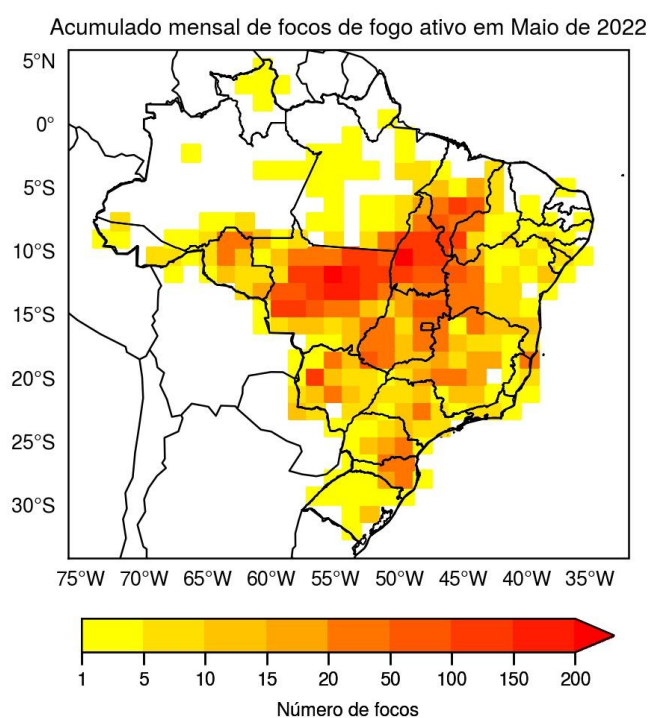 Acumulado mensal de focos de fogo ativo em Maio de 2022
5°N
0°
5°S
10°S
15°S
20°S
25°S
30°S
75°W 70°W 65°W 60°W 55°W 50°W 45°W 40°W 35°W
1 5 10 15 20 50 100 150 200
Número de focos